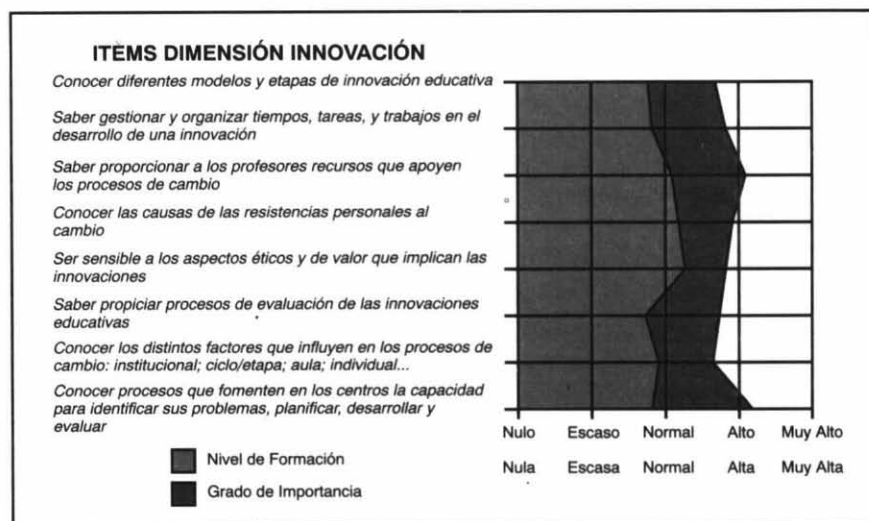 ITÈMS DIMENSIÓN INNOVACIÓN
Conocer diferentes modelos y etapas de innovación educativa
Saber gestionar y organizar tiempos, tareas, y trabajos en el
desarrollo de una innovación
Saber proporcionar a los profesores recursos que apoyen
los procesos de cambio
Conocer las causas de las resistencias personales al
cambio
Ser sensible a los aspectos éticos y de valor que implican las
innovaciones
Saber propiciar procesos de evaluación de las innovaciones
educativas
Conocer los distintos factores que influyen en los procesos de
cambio: institucional; ciclo/etapa; aula; individual...
Conocer procesos que fomenten en los centros la capacidad
para identificar sus problemas, planificar, desarrollar y
evaluar
Nulo Escaso Normal Alto Muy Alto
Nula Escasa Normal Alta Muy Alta
Nivel de Formación
Grado de Importancia